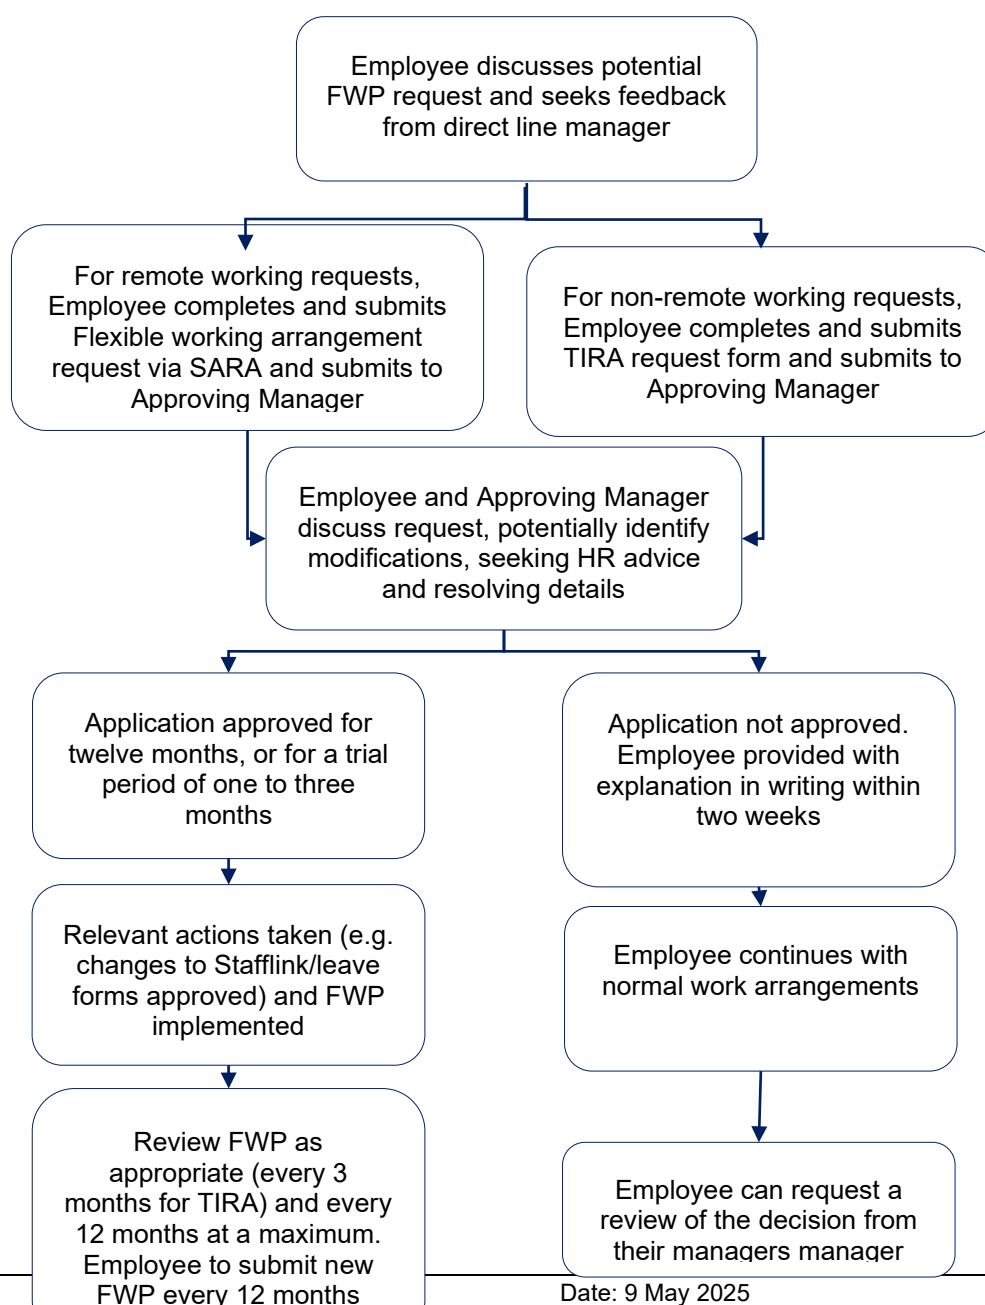 Employee discusses potential
FWP request and seeks feedback
from direct line manager
For remote working requests,
Employee completes and submits
Flexible working arrangement
request via SARA and submits to
Approving Manager
For non-remote working requests,
Employee completes and submits
TIRA request form and submits to
Approving Manager
Employee and Approving Manager
discuss request, potentially identify
modifications, seeking HR advice
and resolving details
Application approved for
twelve months, or for a trial
period of one to three
months
Application not approved.
Employee provided with
explanation in writing within
two weeks
Relevant actions taken (e.g.
changes to Stafflink/leave
forms approved) and FWP
implemented
Employee continues with
normal work arrangements
Review FWP as
appropriate (every 3
months for TIRA) and every
12 months at a maximum.
Employee to submit new
FWP every 12 months
Employee can request a
review of the decision from
their managers manager
Date: 9 May 2025